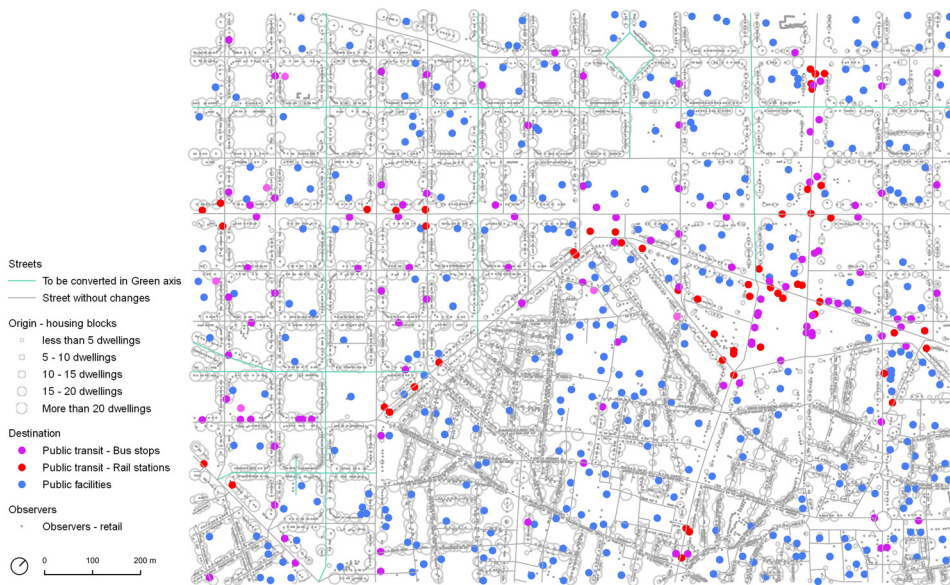 Streets
To be converted in Green axis
Street without changes
Origin - housing blocks
less than 5 dwellings
5 - 10 dwellings
10 - 15 dwellings
15 - 20 dwellings
More than 20 dwellings
Destination
Public transit - Bus stops
Public transit - Rail stations
Public facilities
Observers
Observers - retail
0 100 200 m